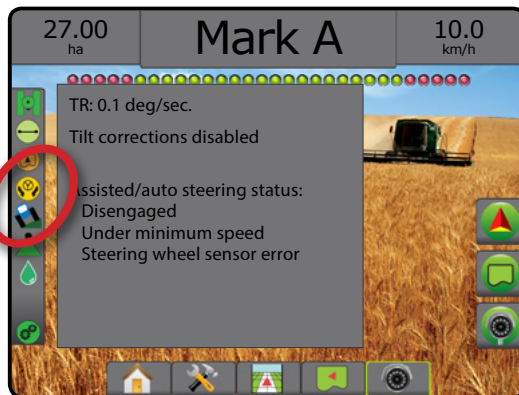 27.00
ha
Mark A
10.0
km/h
TR: 0.1 deg/sec.
Tilt corrections disabled
Assisted/auto steering status:
Disengaged
Under minimum speed
Steering wheel sensor error